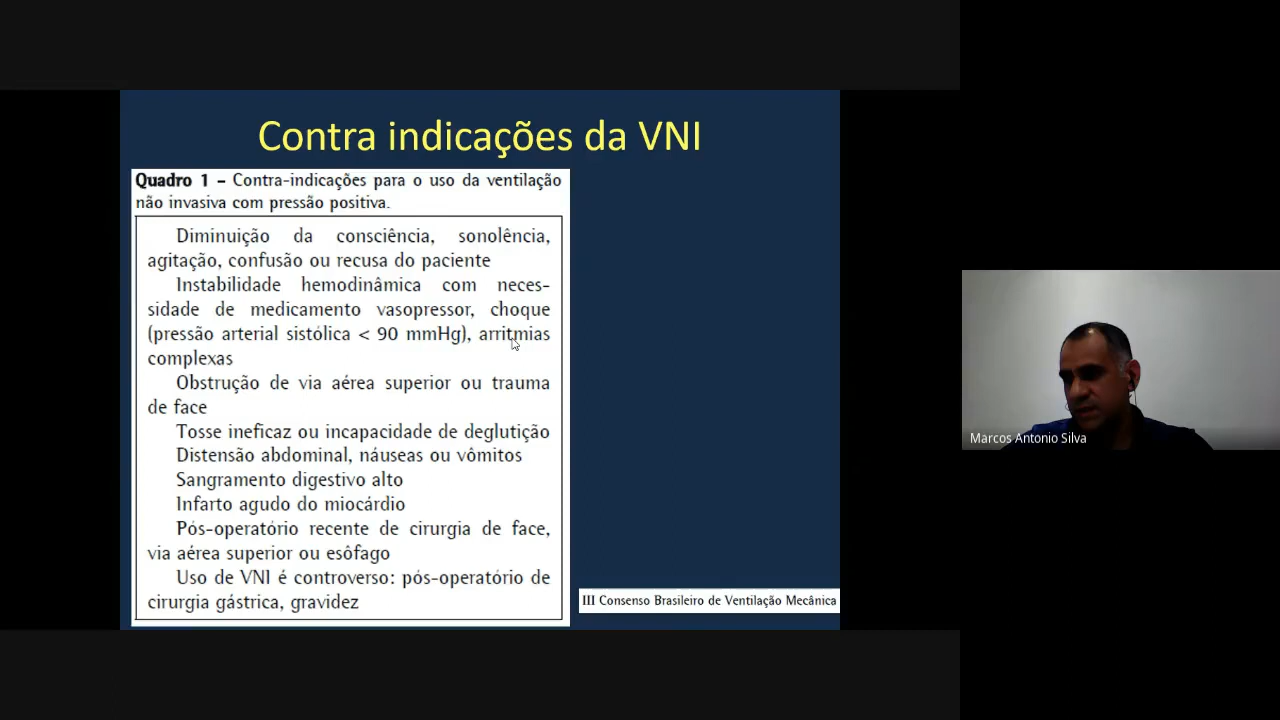 Contra indicações da VNI
Quadro 1 – Contra-indicações para o uso da ventilação
não invasiva com pressão positiva.
Diminuição da consciência, sonolência,
agitação, confusão ou recusa do paciente
Instabilidade hemodinâmica com neces-
sidade de medicamento vasopressor, choque
(pressão arterial sistólica < 90 mmHg), arritmias
complexas
Obstrução de via aérea superior ou trauma
de face
Tosse ineficaz ou incapacidade de deglutição
Distensão abdominal, náuseas ou vômitos
Sangramento digestivo alto
Infarto agudo do miocárdio
Pós-operatório recente de cirurgia de face,
via aérea superior ou esôfago
Uso de VNI é controverso: pós-operatório de
cirurgia gástrica, gravidez
III Consenso Brasileiro de Ventilação Mecânica
Marcos Antonio Silva